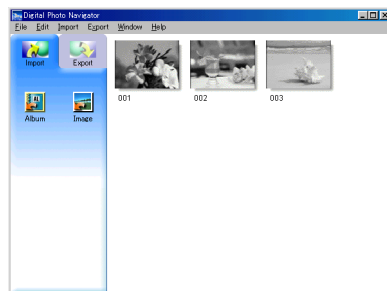 Digital Photo Navigator
File Edit Import Export Window Help
Import Export
001 002 003
Album Image